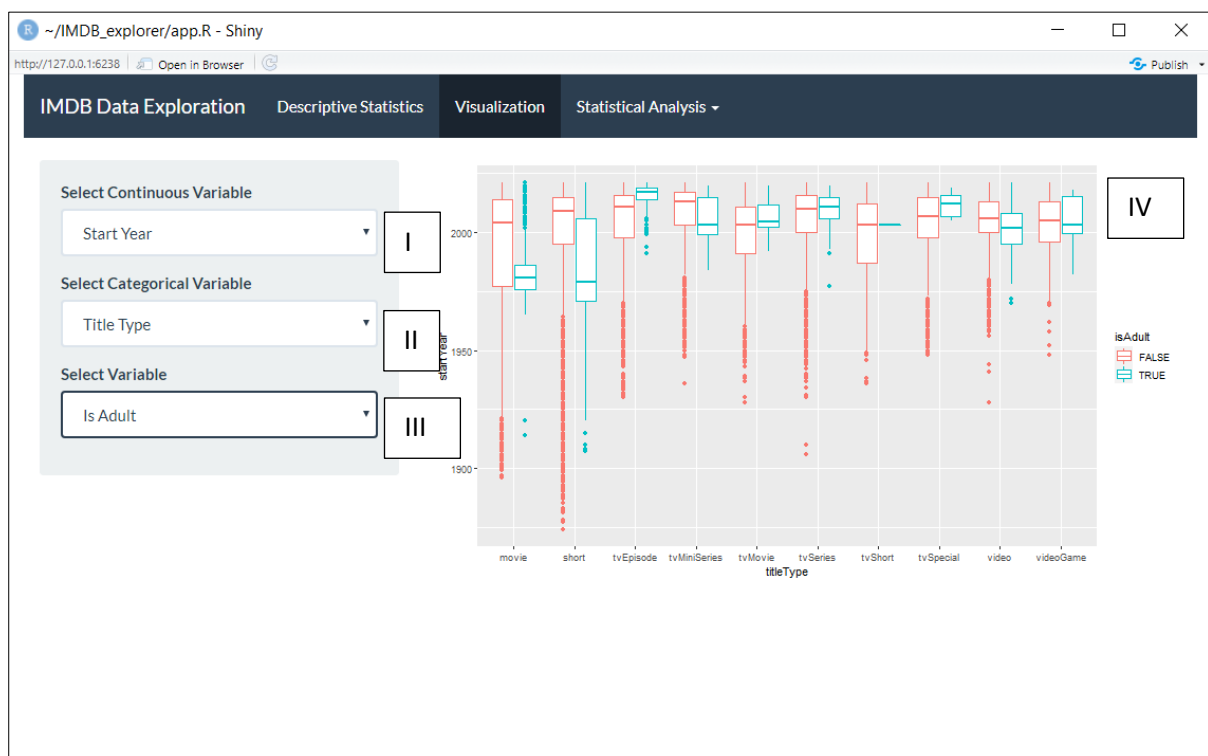 ~/IMDB_explorer/app.R - Shiny
http://127.0.0.1:6238 Open in Browser Publish
IMDB Data Exploration Descriptive Statistics Visualization Statistical Analysis
Select Continuous Variable
Start Year
I
Select Categorical Variable
Title Type
II
Select Variable
Is Adult
III
IV
2000
1950
1900
startYear
movie short tvEpisode tvMiniSeries tvMovie tvSeries tvShort tvSpecial video videoGame
titleType
isAdult
FALSE
TRUE